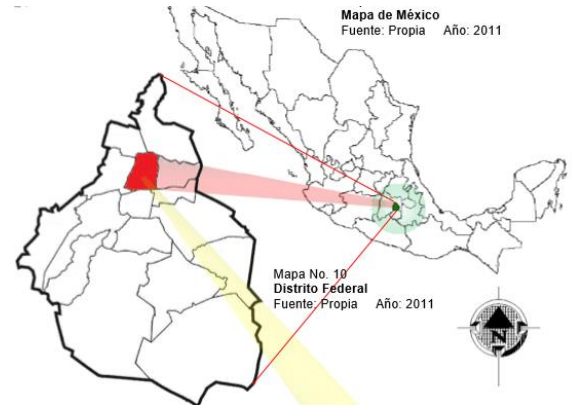 Mapa de México
Fuente: Propia Año: 2011
Mapa No. 10
Distrito Federal
Fuente: Propia Año: 2011
N